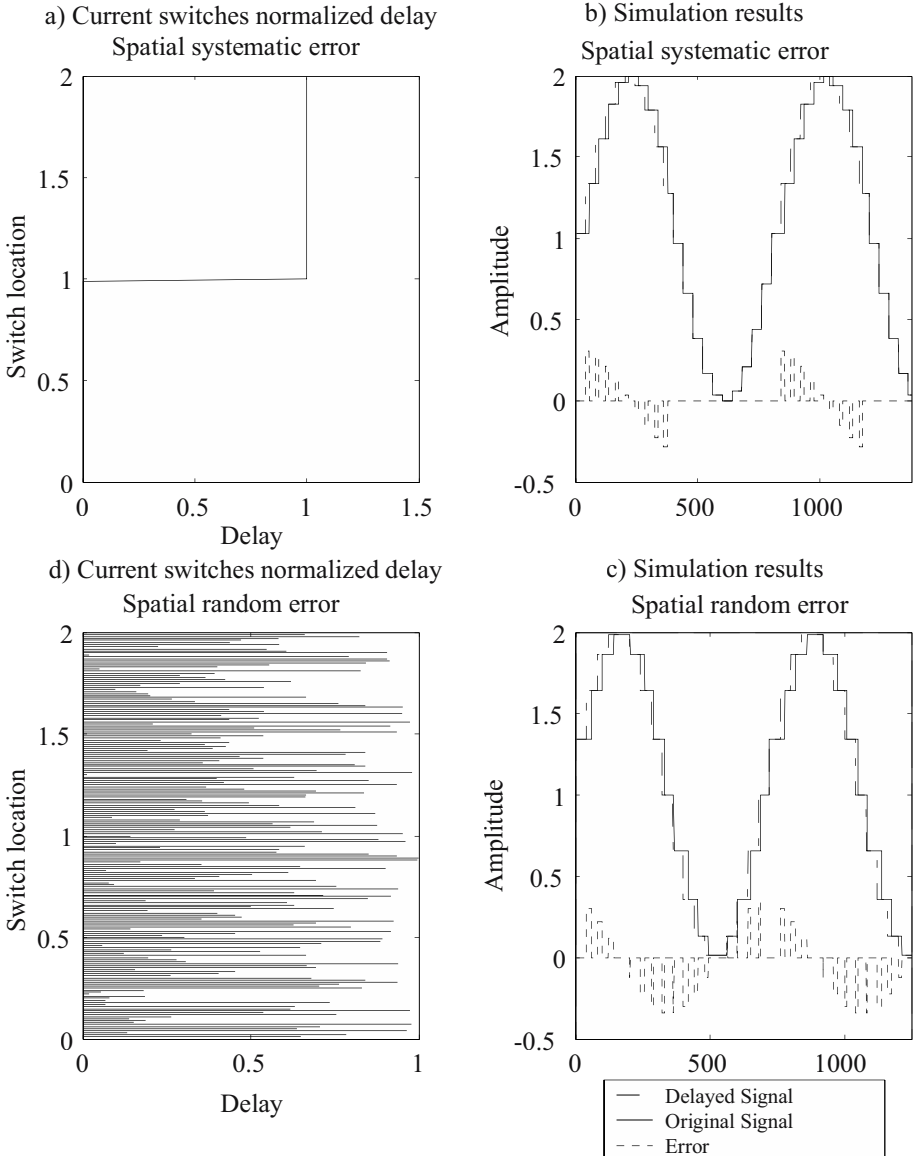 a) Current switches normalized delay
Spatial systematic error
2
1.5
1
0.5
0
Switch location
0 0.5 1 1.5
Delay
b) Simulation results
Spatial systematic error
2
1.5
1
0.5
0
-0.5
Amplitude
0 500 1000
d) Current switches normalized delay
Spatial random error
2
1.5
1
0.5
0
Switch location
0 0.5 1
Delay
c) Simulation results
Spatial random error
2
1.5
1
0.5
0
-0.5
Amplitude
0 500 1000
Delayed Signal
Original Signal
Error